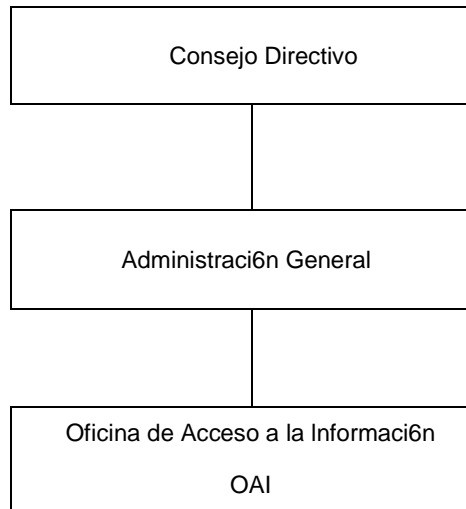 Consejo Directivo
Administraci6n General
Oficina de Acceso a la Informaci6n
OAI